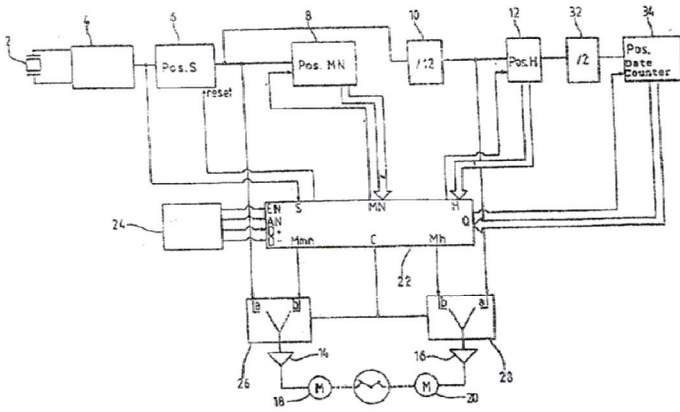 2
4
6
8
10
12
32
34
Pos. S
reset
Pos. MN
/12
Pos. H
/2
Pos.
Date
Counter
24
EN
AN
D+
D-
S
MN
H
Q
Mmn
C
Mh
22
a
b
b
a
26
14
16
28
18
M
M
20